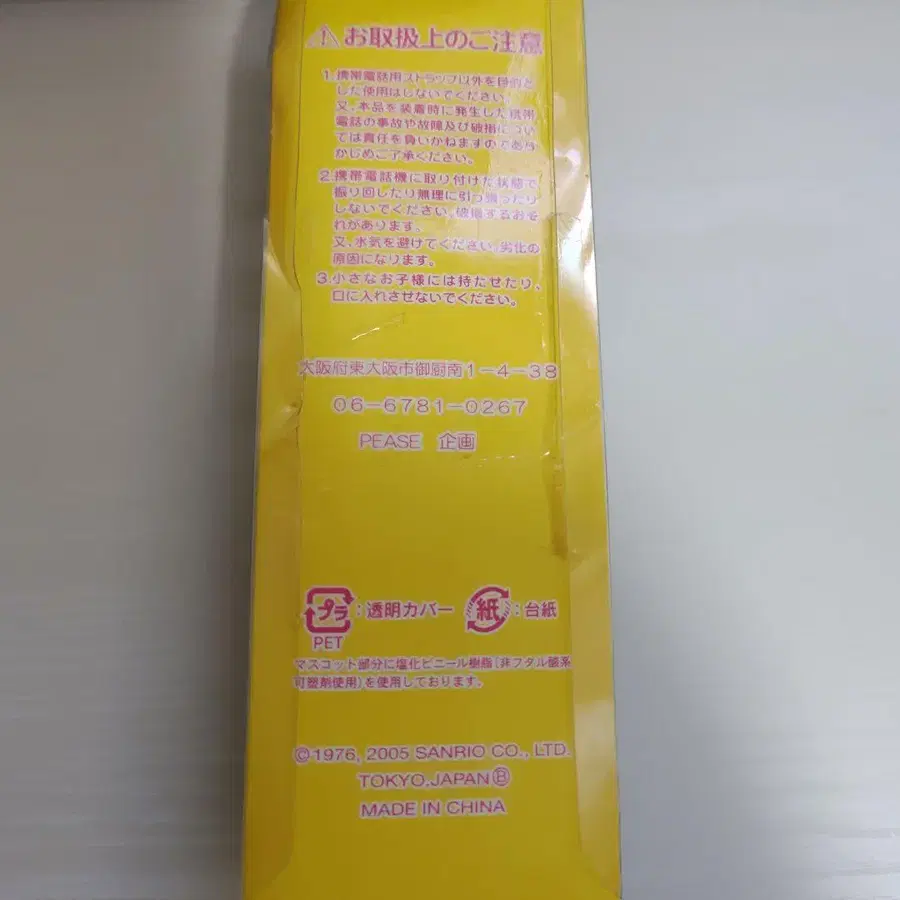 ⚠お取扱上のご注意
1.携帯電話用ストラップ以外を目的と
した使用はしないでください。
又、本品を装着時に発生した携帯
電話の事故や故障及び破損につい
ては責任を負いかねますのであら
かじめご了承ください。
2.携帯電話機に取り付けた状態で
振り回したり無理に引っ張ったり
しないでください。破損するおそ
れがあります。
又、水気を避けてください。劣化の
原因になります。
3.小さなお子様には持たせたり、
口に入れさせないでください。
大阪府東大阪市御厨南1-4-38
06-6781-0267
PEASE 企画
プラ:透明カバー 紙:台紙
PET
マスコット部分に塩化ビニール樹脂(非フタル酸系
可塑剤使用)を使用しております。
©1976, 2005 SANRIO CO., LTD.
TOKYO.JAPAN Ⓑ
MADE IN CHINA